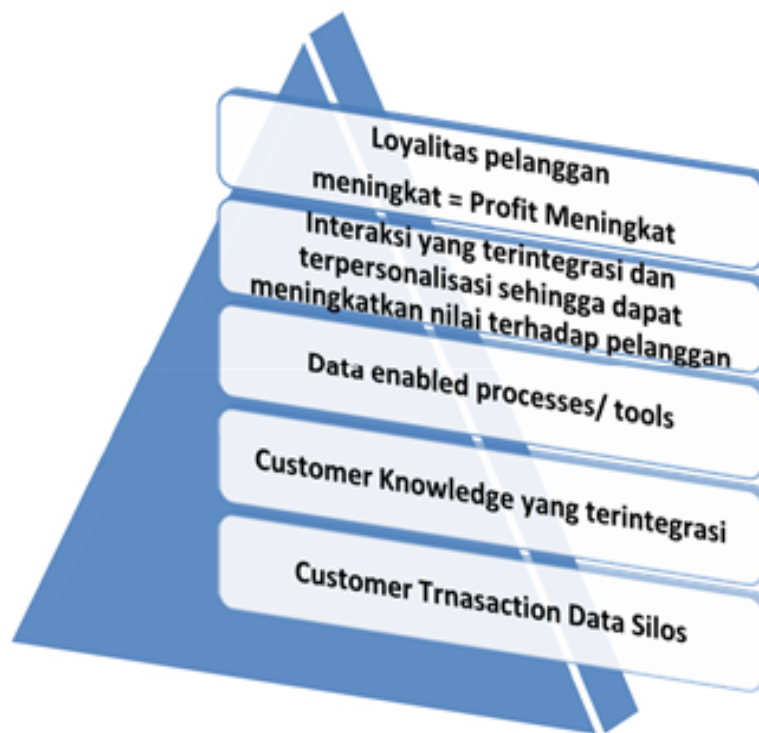 Loyalitas pelanggan
meningkat = Profit Meningkat
Interaksi yang terintegrasi dan
terpersonalisasi sehingga dapat
meningkatkan nilai terhadap pelanggan
Data enabled processes/ tools
Customer Knowledge yang terintegrasi
Customer Trnasaction Data Silos